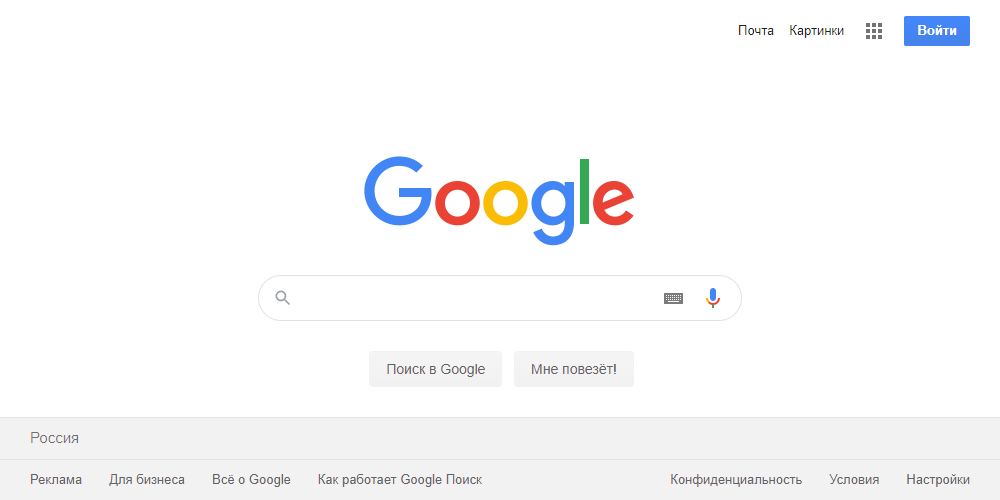 Почта Картинки Войти
Google
Поиск в Google Мне повезёт!
Россия
Реклама Для бизнеса Всё о Google Как работает Google Поиск Конфиденциальность Условия Настройки